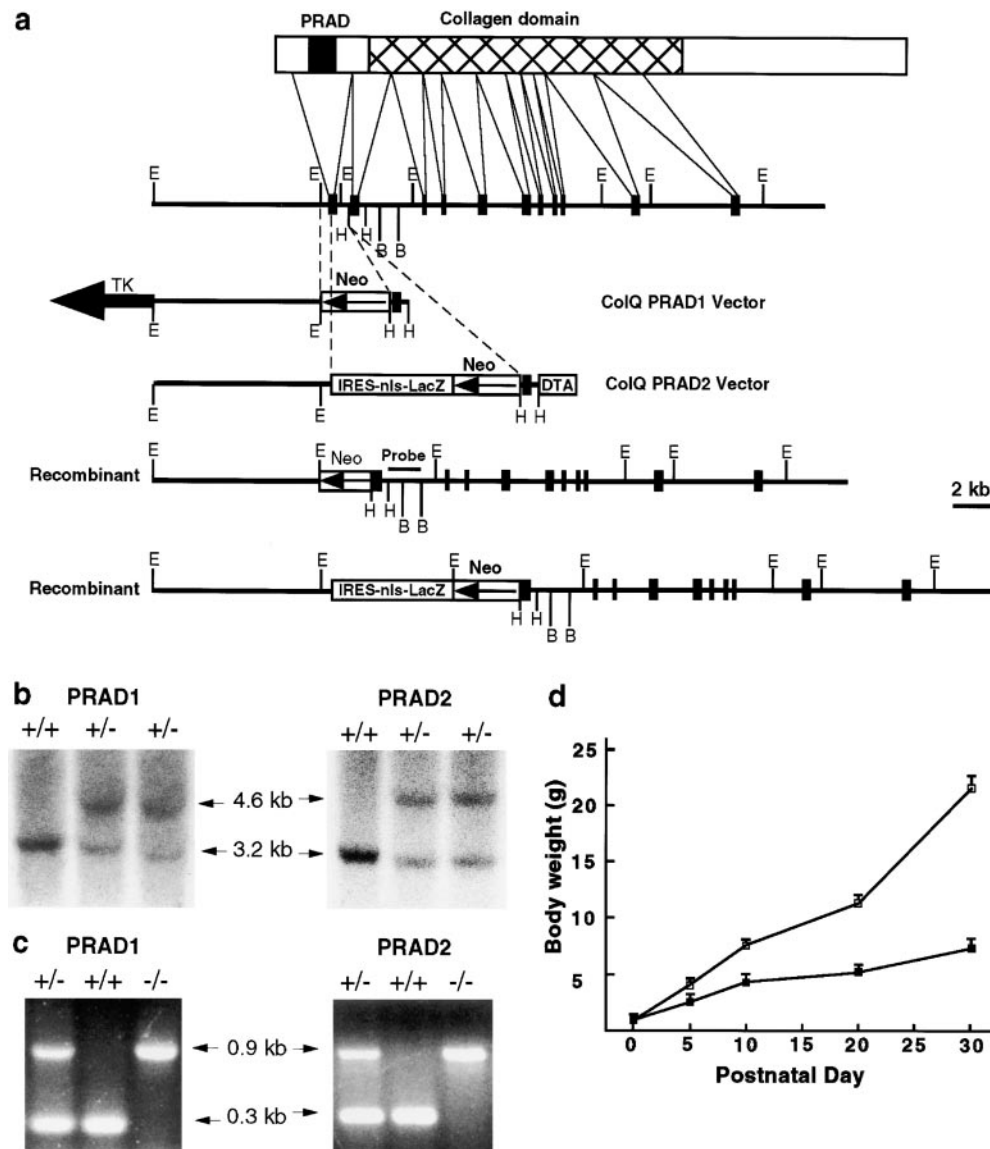 a
PRAD
Collagen domain
E E E E E E E
H H B B
TK
Neo
ColQ PRAD1 Vector
E E H H
Neo
IRES-nls-LacZ
DTA
ColQ PRAD2 Vector
E E H H
Recombinant
E E Neo Probe E E E E
H H B B
2 kb
Recombinant
E E E Neo E E E E
IRES-nls-LacZ
H H B B
b
PRAD1
+/+ +/- +/-
PRAD2
+/+ +/- +/-
4.6 kb
3.2 kb
c
PRAD1
+/- +/+ -/-
PRAD2
+/- +/+ -/-
0.9 kb
0.3 kb
d
Body weight (g)
25
20
15
10
5
0 5 10 15 20 25 30
Postnatal Day